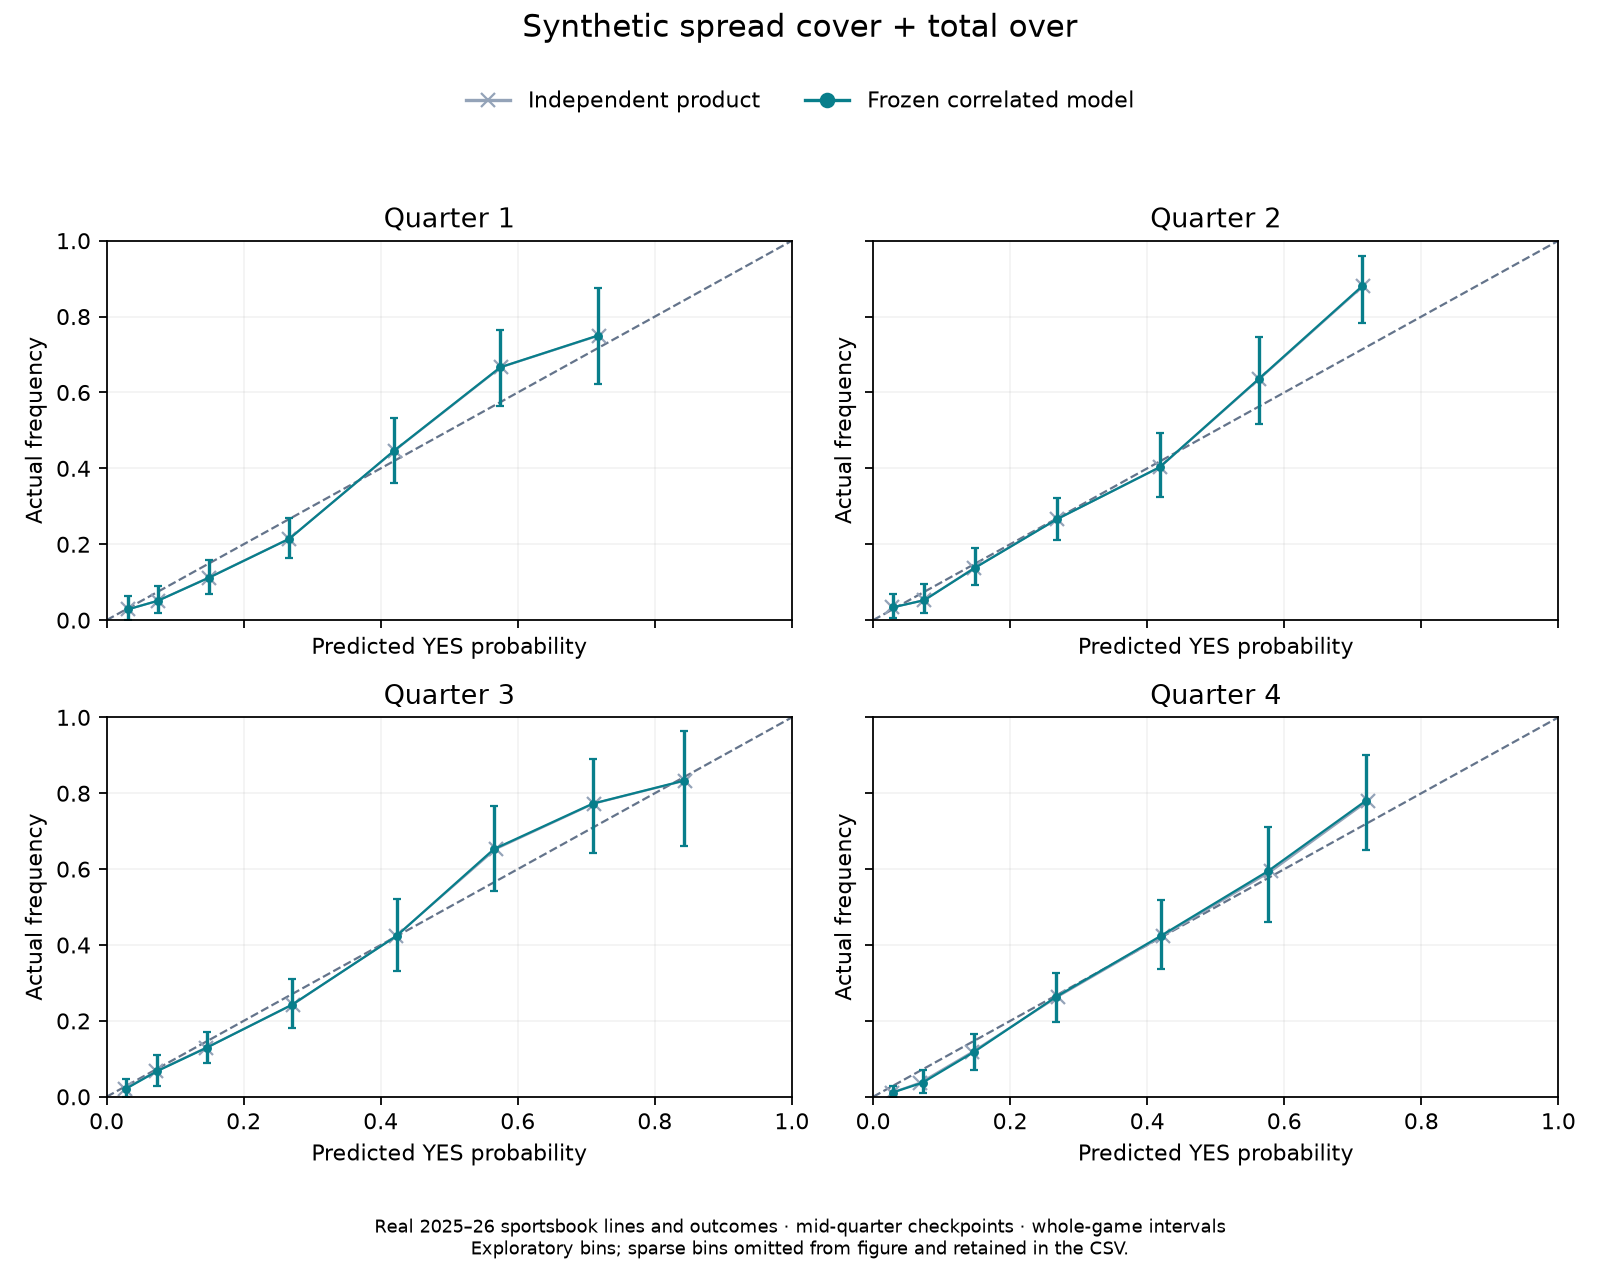 Synthetic spread cover + total over
Independent product
Frozen correlated model
Quarter 1
Quarter 2
1.0
0.8
0.6
0.4
0.2
0.0
Actual frequency
Actual frequency
Predicted YES probability
Predicted YES probability
Quarter 3
Quarter 4
1.0
0.8
0.6
0.4
0.2
0.0
Actual frequency
Actual frequency
0.0 0.2 0.4 0.6 0.8 1.0
0.0 0.2 0.4 0.6 0.8 1.0
Predicted YES probability
Predicted YES probability
Real 2025–26 sportsbook lines and outcomes · mid-quarter checkpoints · whole-game intervals
Exploratory bins; sparse bins omitted from figure and retained in the CSV.